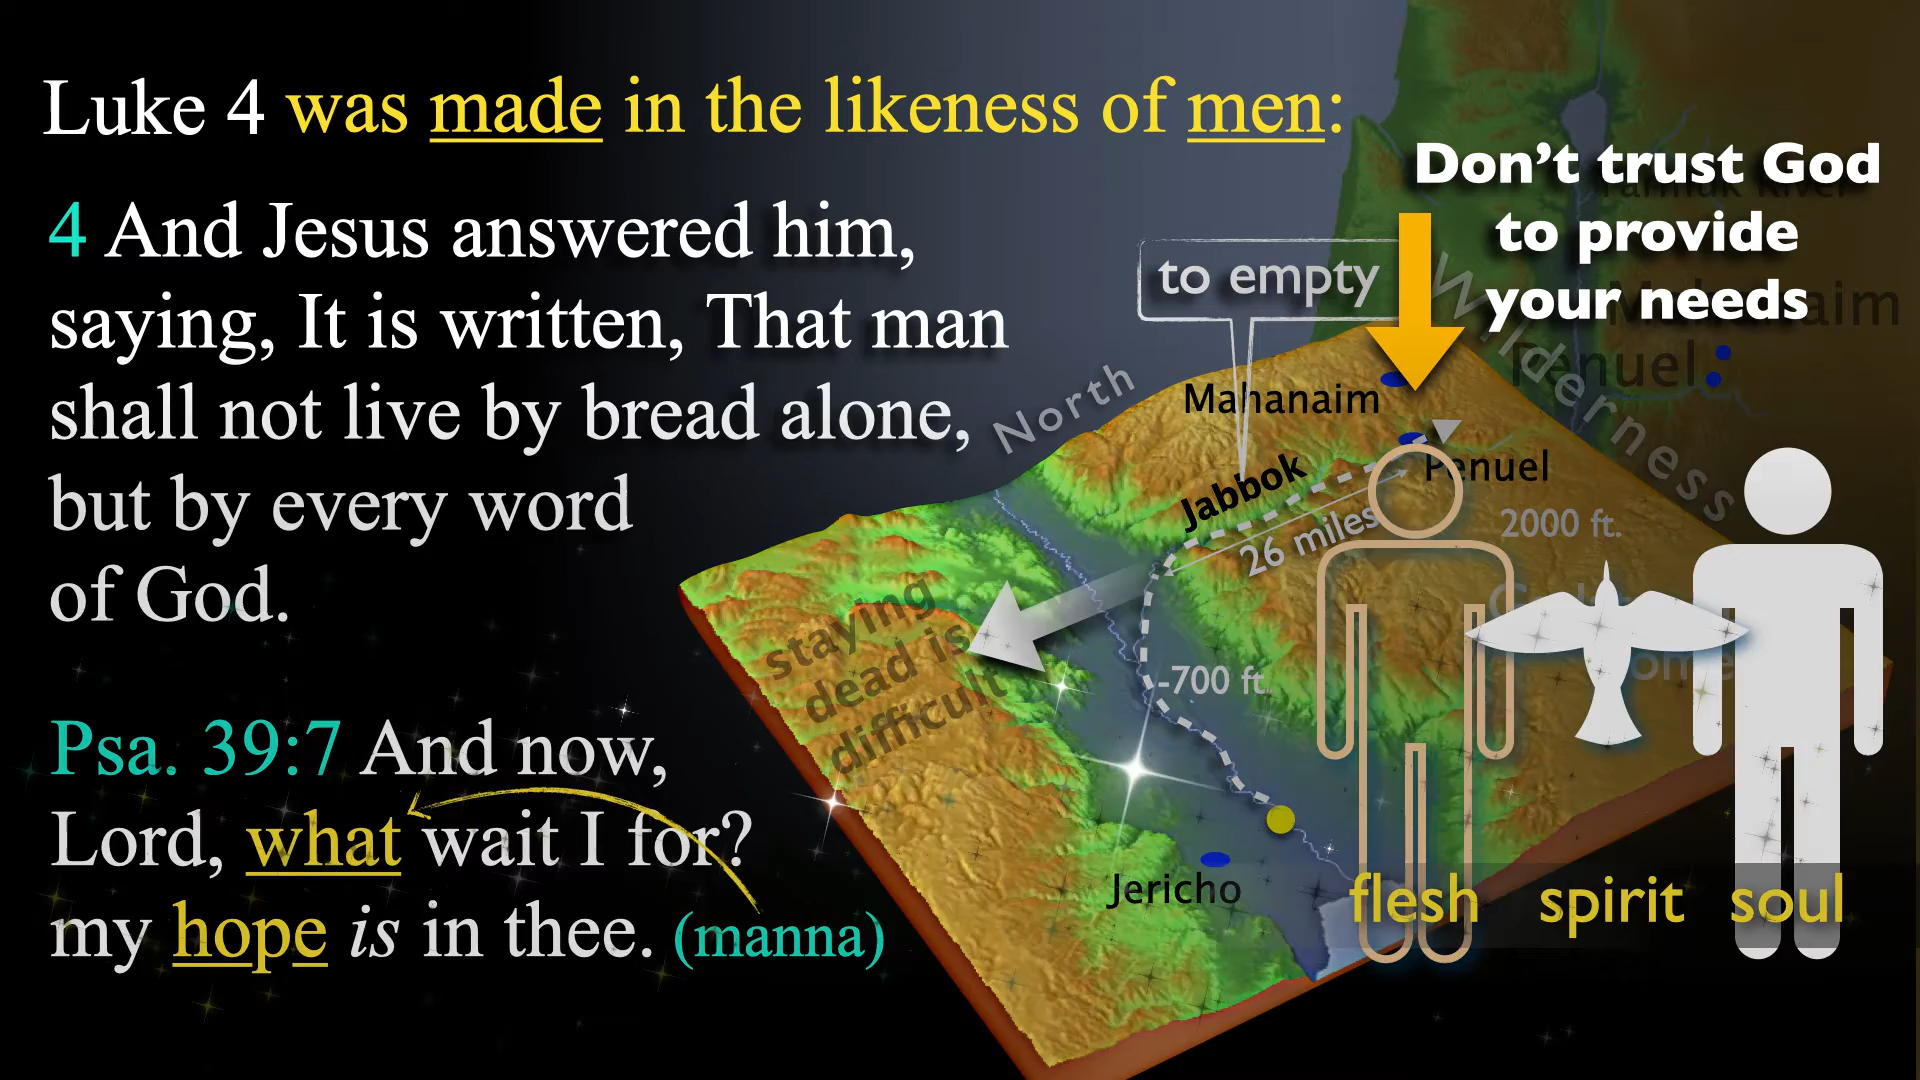 Luke 4 was made in the likeness of men:
4 And Jesus answered him,
saying, It is written, That man
shall not live by bread alone,
but by every word
of God.
Psa. 39:7 And now,
Lord, what wait I for?
my hope is in thee. (manna)
Don't trust God
to provide
your needs
to empty
North
Wilderness
Mahanaim
Penuel
Mahanaim
Penuel
Jabbok
26 miles
2000 ft.
-700 ft.
staying
dead is
difficult
Jericho
flesh spirit soul